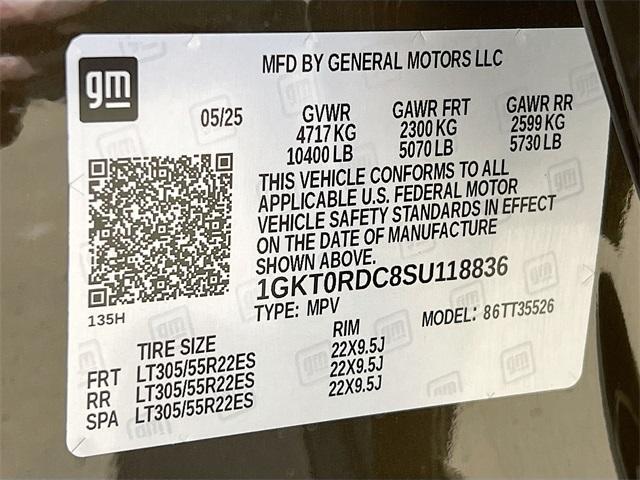 gm
MFD BY GENERAL MOTORS LLC
05/25
GVWR GAWR FRT GAWR RR
4717 KG 2300 KG 2599 KG
10400 LB 5070 LB 5730 LB
THIS VEHICLE CONFORMS TO ALL
APPLICABLE U.S. FEDERAL MOTOR
VEHICLE SAFETY STANDARDS IN EFFECT
ON THE DATE OF MANUFACTURE
SHOWN ABOVE.
1GKT0RDC8SU118836
TYPE: MPV MODEL: 86TT35526
135H
TIRE SIZE RIM
FRT LT305/55R22ES 22X9.5J
RR LT305/55R22ES 22X9.5J
SPA LT305/55R22ES 22X9.5J